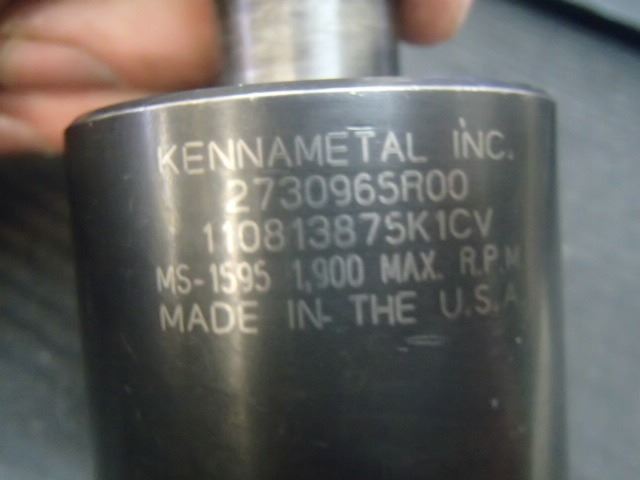 KENNAMETAL INC.
2730965R00
110813875K1CV
MS-1595 1,900 MAX. R.P.M.
MADE IN THE U.S.A.